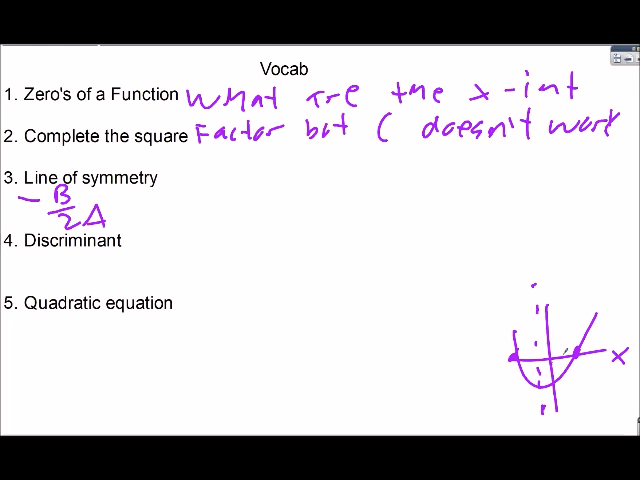 Vocab
1. Zero's of a Function What are the x-int
2. Complete the square Factor but C doesn't work
3. Line of symmetry
- B/2A
4. Discriminant
5. Quadratic equation
x